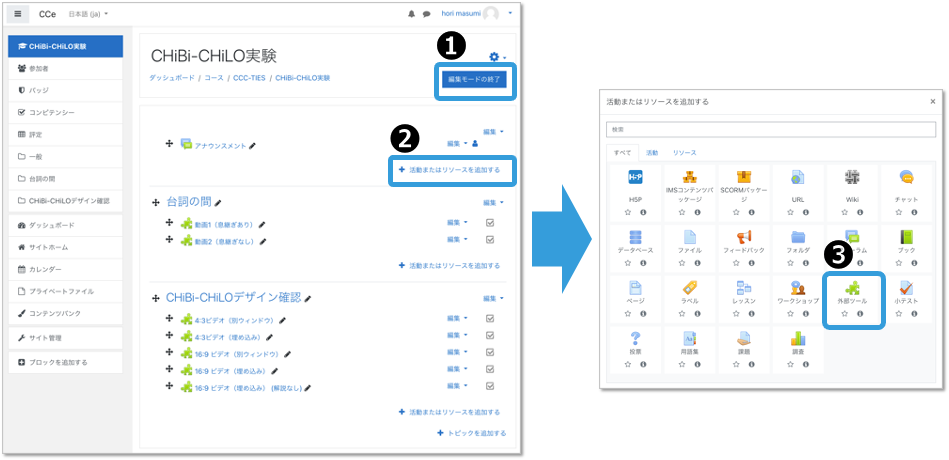 CCe 日本語 (ja)
hori masumi
CHiBi-CHiLO実験
参加者
バッジ
コンピテンシー
評定
一般
台詞の間
CHiBi-CHiLOデザイン確認
ダッシュボード
サイトホーム
カレンダー
プライベートファイル
コンテンツバンク
サイト管理
ブロックを追加する
CHiBi-CHiLO実験
ダッシュボード / コース / CCC-TIES / CHiBi-CHiLO実験
1
編集モードの終了
編集
アナウンスメント
編集
2
活動またはリソースを追加する
台詞の間
編集
動画1（息継ぎあり）
編集
動画2（息継ぎなし）
編集
活動またはリソースを追加する
CHiBi-CHiLOデザイン確認
編集
4:3ビデオ（別ウィンドウ）
編集
4:3ビデオ（埋め込み）
編集
16:9 ビデオ（別ウィンドウ）
編集
16:9 ビデオ（埋め込み）
編集
16:9 ビデオ（埋め込み）（解説なし）
編集
活動またはリソースを追加する
トピックを追加する
活動またはリソースを追加する
×
検索
すべて 活動 リソース
H5P
H5P
IMSコンテンツパッケージ
SCORMパッケージ
URL
Wiki
チャット
データベース
ファイル
フィードバック
フォルダ
ラム
ブック
3
ページ
ラベル
レッスン
ワークショップ
外部ツール
小テスト
投票
用語集
課題
調査